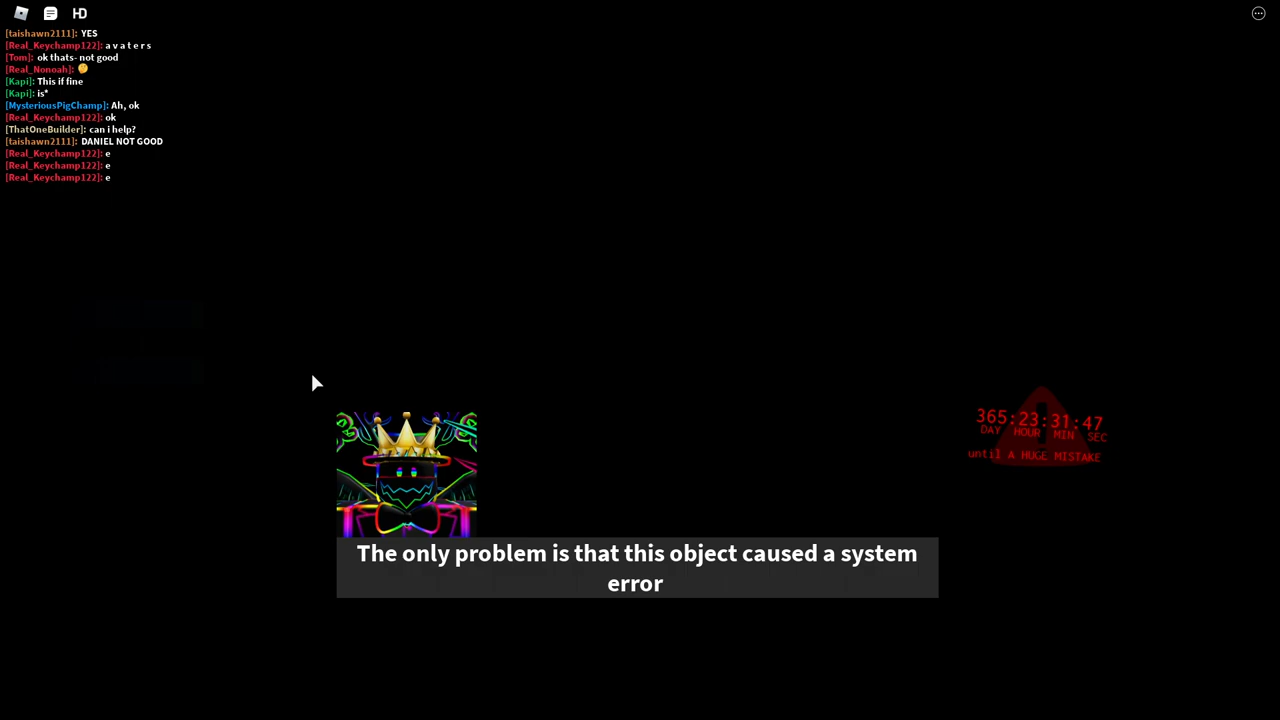 HD
[taishawn2111]: YES
[Real_Keychamp122]: a v a t e r s
[Tom]: ok thats- not good
[Real_Nonoah]: 🤔
[Kapi]: This if fine
[Kapi]: is*
[MysteriousPigChamp]: Ah, ok
[Real_Keychamp122]: ok
[ThatOneBuilder]: can i help?
[taishawn2111]: DANIEL NOT GOOD
[Real_Keychamp122]: e
[Real_Keychamp122]: e
[Real_Keychamp122]: e
365:23:31:47
DAY HOUR MIN SEC
until A HUGE MISTAKE
The only problem is that this object caused a system
error